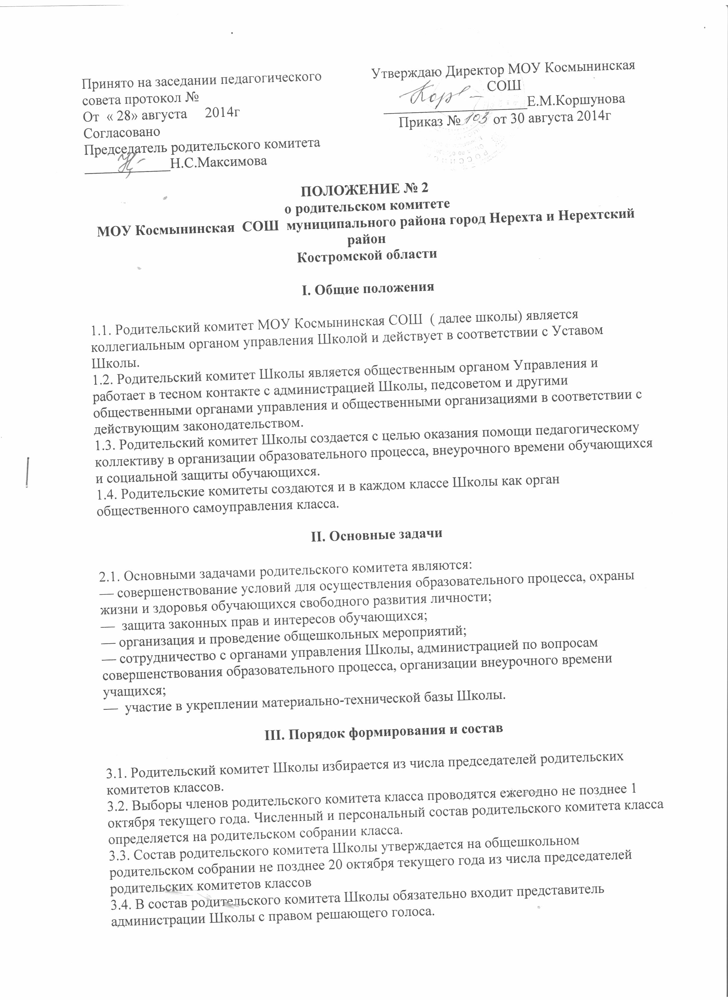 Принято на заседании педагогического
совета протокол №
От « 28» августа 2014г
Согласовано
Председатель родительского комитета
____________Н.С.Максимова
Утверждаю Директор МОУ Космынинская
СОШ
____________________Е.М.Коршунова
Приказ № 103 от 30 августа 2014г
ПОЛОЖЕНИЕ № 2
о родительском комитете
МОУ Космынинская СОШ муниципального района город Нерехта и Нерехтский
район
Костромской области
I. Общие положения
1.1. Родительский комитет МОУ Космынинская СОШ ( далее школы) является
коллегиальным органом управления Школой и действует в соответствии с Уставом
Школы.
1.2. Родительский комитет Школы является общественным органом Управления и
работает в тесном контакте с администрацией Школы, педсоветом и другими
общественными органами управления и общественными организациями в соответствии с
действующим законодательством.
1.3. Родительский комитет Школы создается с целью оказания помощи педагогическому
коллективу в организации образовательного процесса, внеурочного времени обучающихся
и социальной защиты обучающихся.
1.4. Родительские комитеты создаются и в каждом классе Школы как орган
общественного самоуправления класса.
II. Основные задачи
2.1. Основными задачами родительского комитета являются:
— совершенствование условий для осуществления образовательного процесса, охраны
жизни и здоровья обучающихся свободного развития личности;
— защита законных прав и интересов обучающихся;
— организация и проведение общешкольных мероприятий;
— сотрудничество с органами управления Школы, администрацией по вопросам
совершенствования образовательного процесса, организации внеурочного времени
учащихся;
— участие в укреплении материально-технической базы Школы.
III. Порядок формирования и состав
3.1. Родительский комитет Школы избирается из числа председателей родительских
комитетов классов.
3.2. Выборы членов родительского комитета класса проводятся ежегодно не позднее 1
октября текущего года. Численный и персональный состав родительского комитета класса
определяется на родительском собрании класса.
3.3. Состав родительского комитета Школы утверждается на общешкольном
родительском собрании не позднее 20 октября текущего года из числа председателей
родительских комитетов классов
3.4. В состав родительского комитета Школы обязательно входит представитель
администрации Школы с правом решающего голоса.